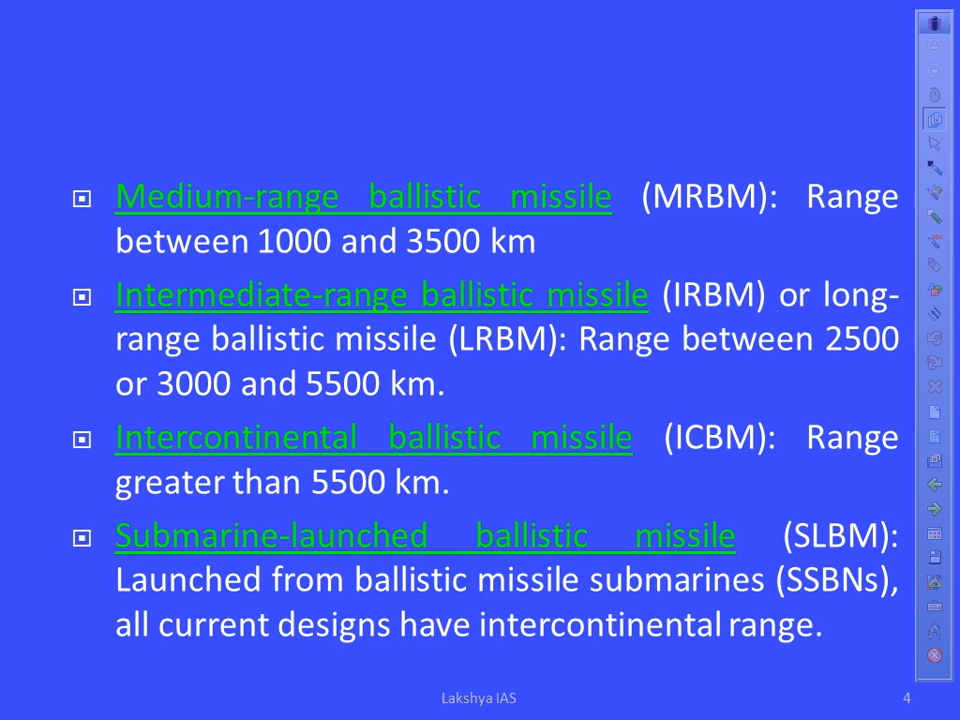 Medium-range ballistic missile (MRBM): Range
between 1000 and 3500 km
Intermediate-range ballistic missile (IRBM) or long-
range ballistic missile (LRBM): Range between 2500
or 3000 and 5500 km.
Intercontinental ballistic missile (ICBM): Range
greater than 5500 km.
Submarine-launched ballistic missile (SLBM):
Launched from ballistic missile submarines (SSBNs),
all current designs have intercontinental range.
Lakshya IAS
4